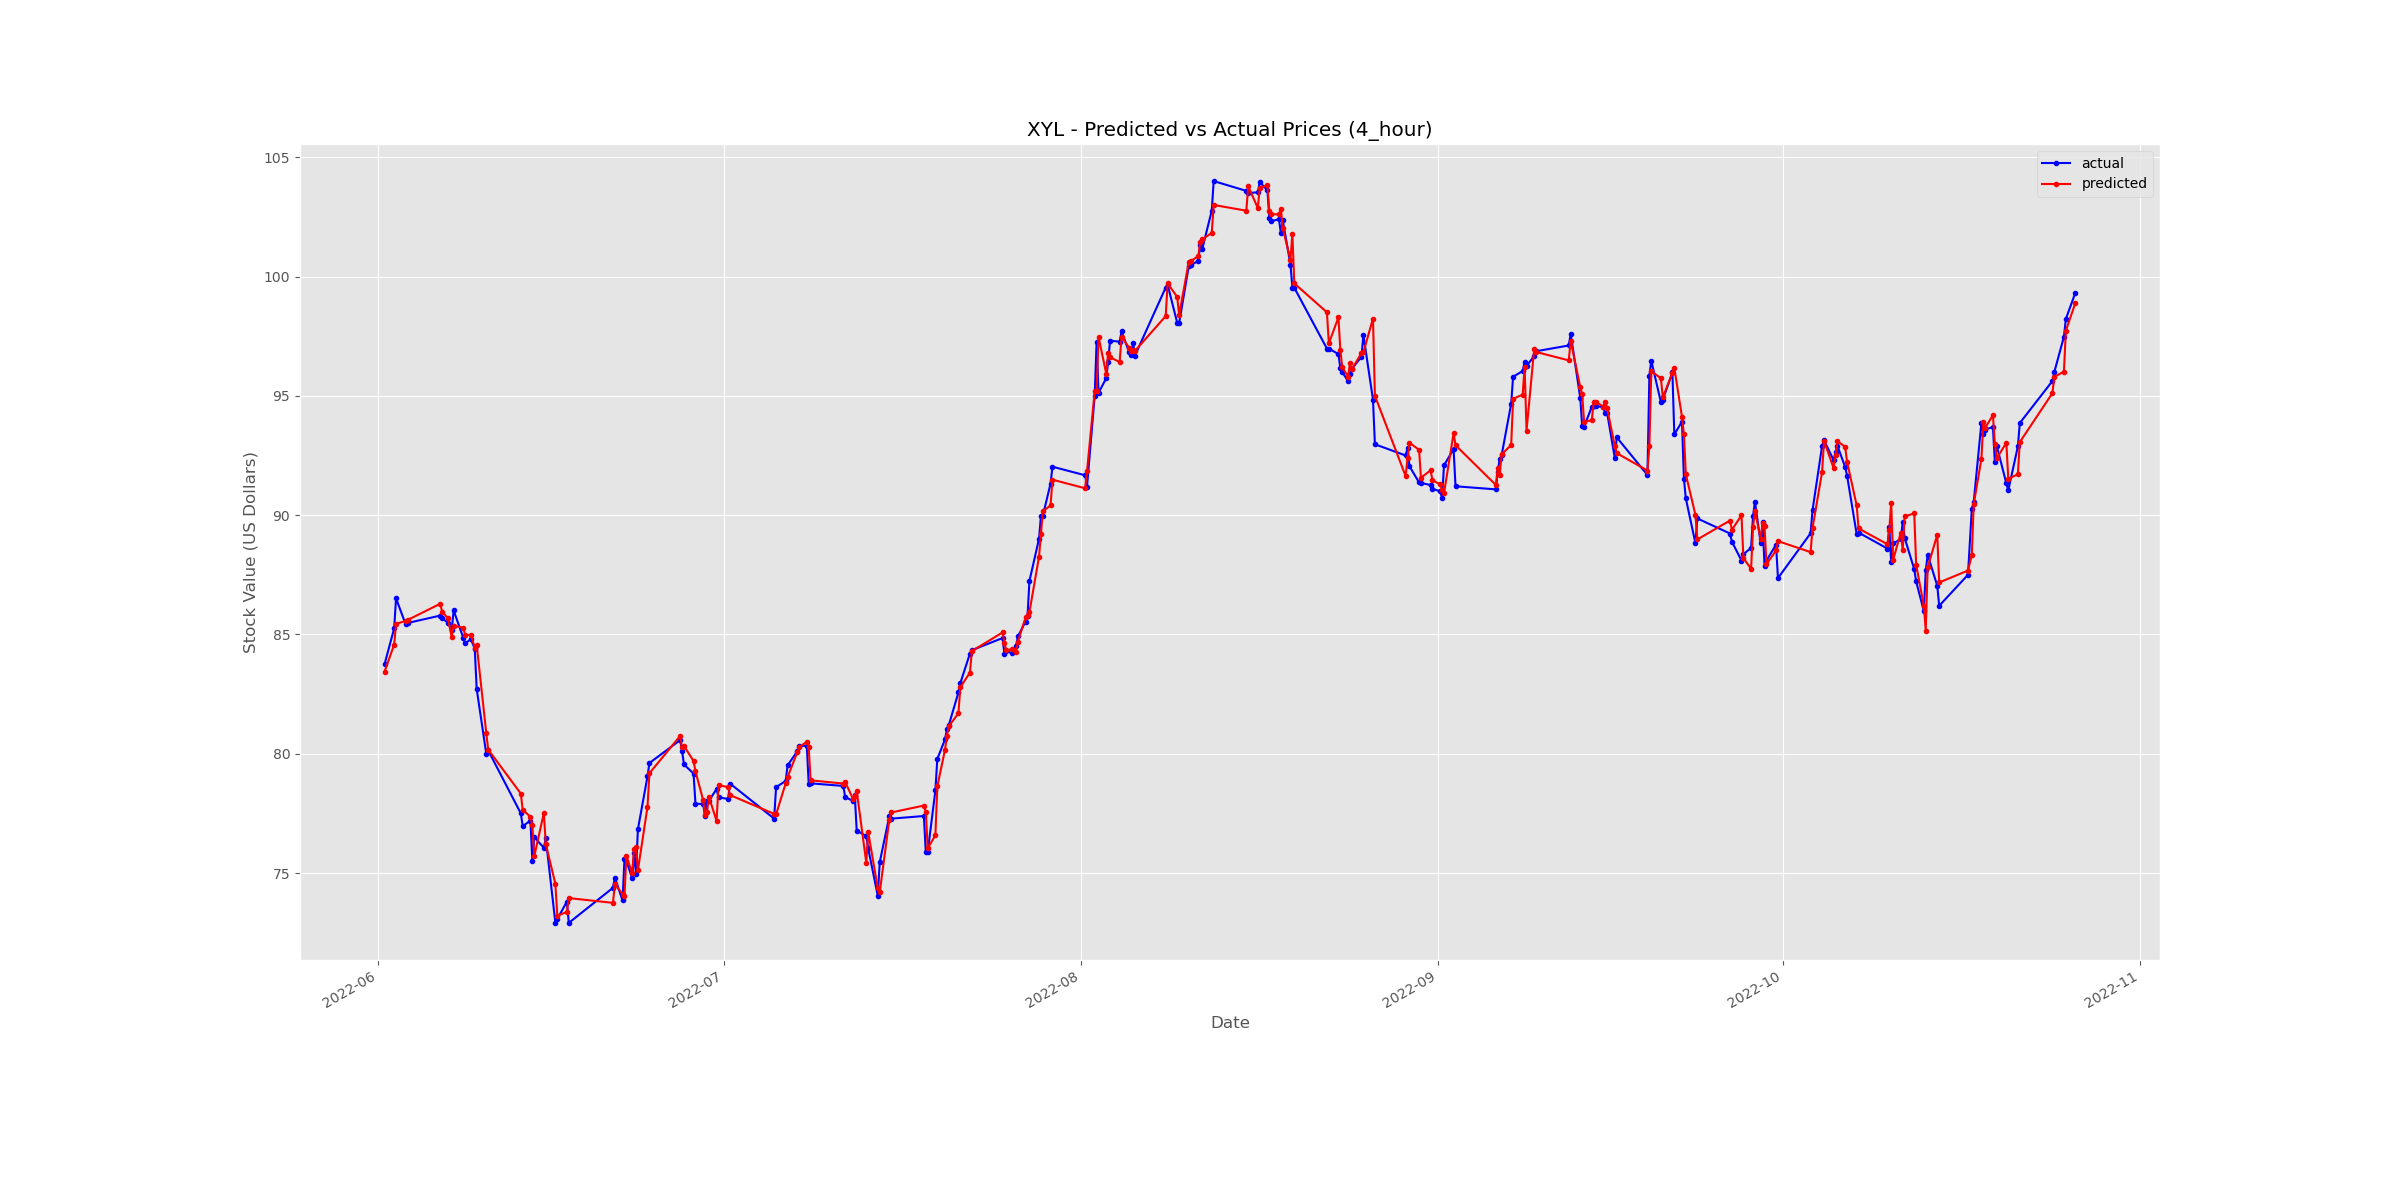 XYL - Predicted vs Actual Prices (4_hour)
actual
predicted
Stock Value (US Dollars)
105
100
95
90
85
80
75
2022-06
2022-07
2022-08
2022-09
2022-10
2022-11
Date